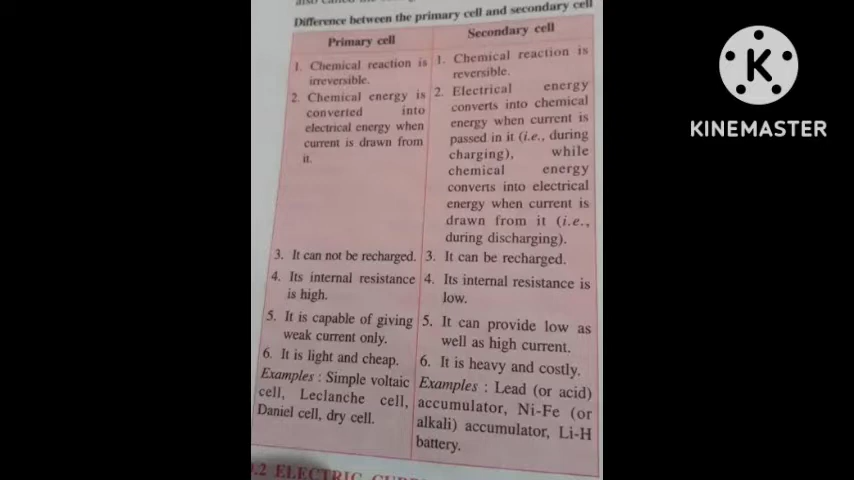 Difference between the primary cell and secondary cell
Primary cell
1. Chemical reaction is
irreversible.
2. Chemical energy is
converted into
electrical energy when
current is drawn from
it.
3. It can not be recharged.
4. Its internal resistance
is high.
5. It is capable of giving
weak current only.
6. It is light and cheap.
Examples : Simple voltaic
cell, Leclanche cell,
Daniel cell, dry cell.
Secondary cell
1. Chemical reaction is
reversible.
2. Electrical energy
converts into chemical
energy when current is
passed in it (i.e., during
charging), while
chemical energy
converts into electrical
energy when current is
drawn from it (i.e.,
during discharging).
3. It can be recharged.
4. Its internal resistance is
low.
5. It can provide low as
well as high current.
6. It is heavy and costly.
Examples : Lead (or acid)
accumulator, Ni-Fe (or
alkali) accumulator, Li-H
battery.
.2 ELECTRIC
K
KINEMASTER